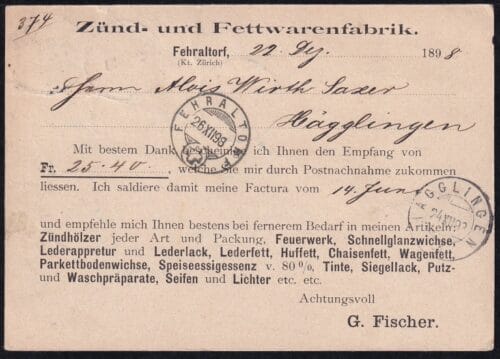 374
Zünd- und Fettwarenfabrik.
Fehraltorf, 22. Dez. 1898
(Kt. Zürich)
Herrn Alois Wirth Saxer
Hägglingen
FEHRALTORF
26 XII 98
Mit bestem Dank bescheinige ich Ihnen den Empfang von
Fr. 25.40. welche Sie mir durch Postnachnahme zukommen
liessen. Ich saldiere damit meine Factura vom 14 Juni
HÄGGLINGEN
XII 98
und empfehle mich Ihnen bestens bei fernerem Bedarf in meinen Artikeln:
Zündhölzer jeder Art und Packung, Feuerwerk, Schnellglanzwichse,
Lederappretur und Lederlack, Lederfett, Huffett, Chaisenfett, Wagenfett,
Parkettbodenwichse, Speiseessigessenz v. 80 %, Tinte, Siegellack, Putz-
und Waschpräparate, Seifen und Lichter etc. etc.
Achtungsvoll
G. Fischer.